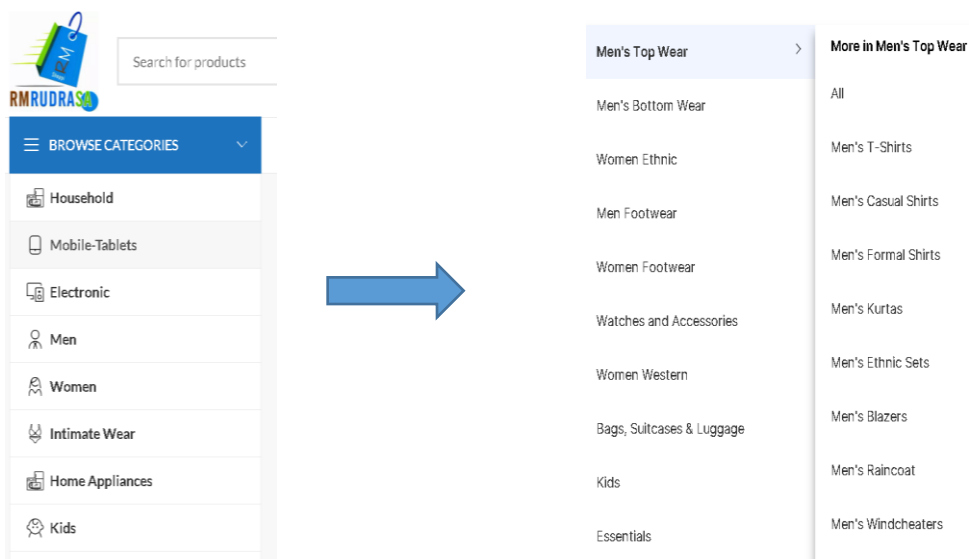 RM
RMRUDRASA
Search for products
BROWSE CATEGORIES
Household
Mobile-Tablets
Electronic
Men
Women
Intimate Wear
Home Appliances
Kids
Men's Top Wear
Men's Bottom Wear
Women Ethnic
Men Footwear
Women Footwear
Watches and Accessories
Women Western
Bags, Suitcases & Luggage
Kids
Essentials
More in Men's Top Wear
All
Men's T-Shirts
Men's Casual Shirts
Men's Formal Shirts
Men's Kurtas
Men's Ethnic Sets
Men's Blazers
Men's Raincoat
Men's Windcheaters